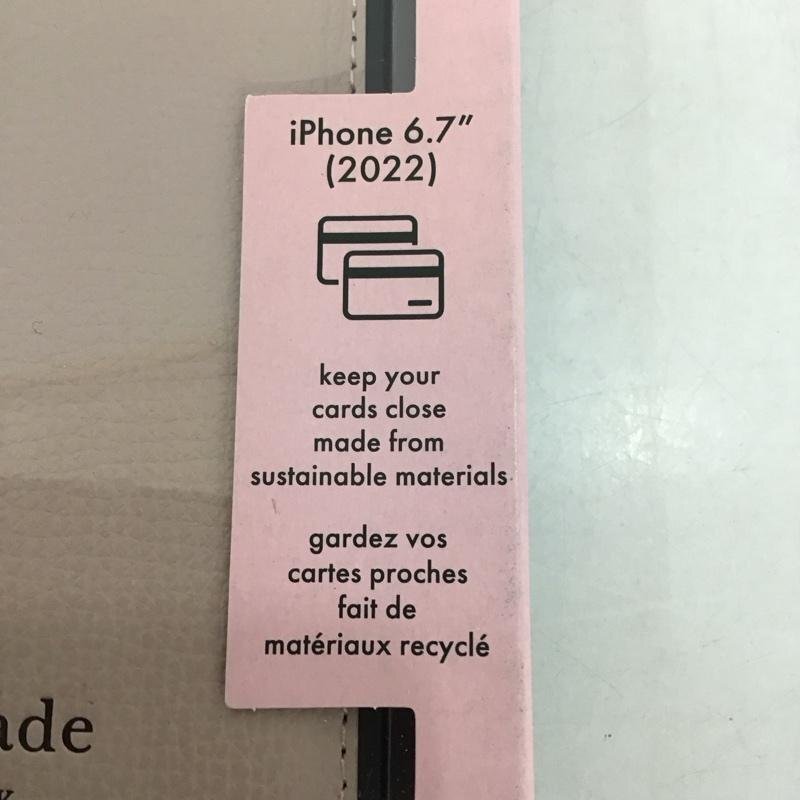 iPhone 6.7”
(2022)
keep your
cards close
made from
sustainable materials
gardez vos
cartes proches
fait de
matériaux recyclé
ade